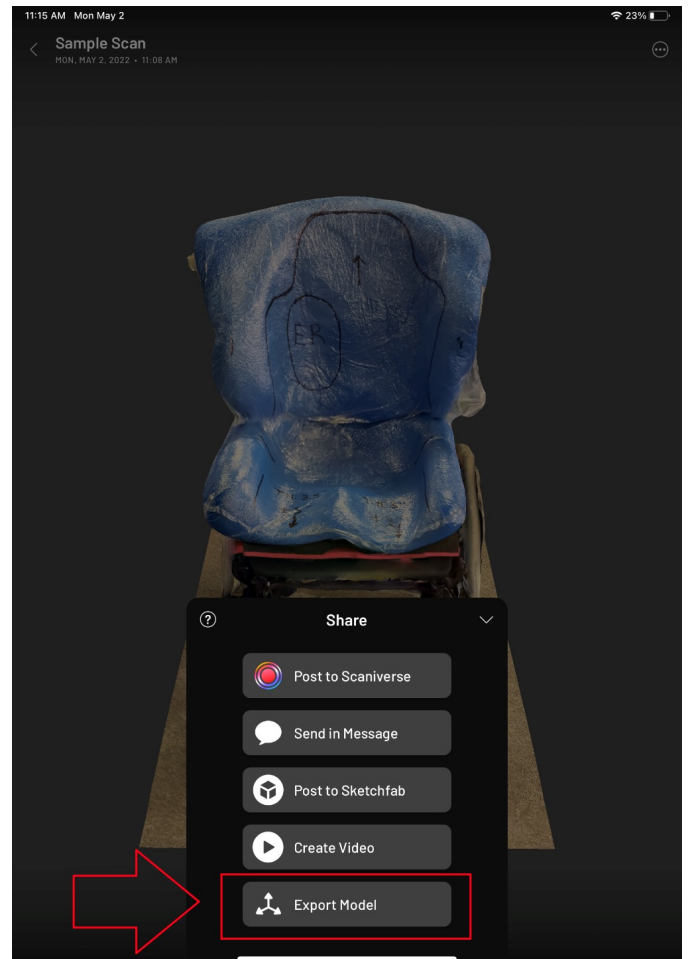 11:15 AM Mon May 2
23%
Sample Scan
MON, MAY 2, 2022 • 11:08 AM
ER
Share
Post to Scaniverse
Send in Message
Post to Sketchfab
Create Video
Export Model